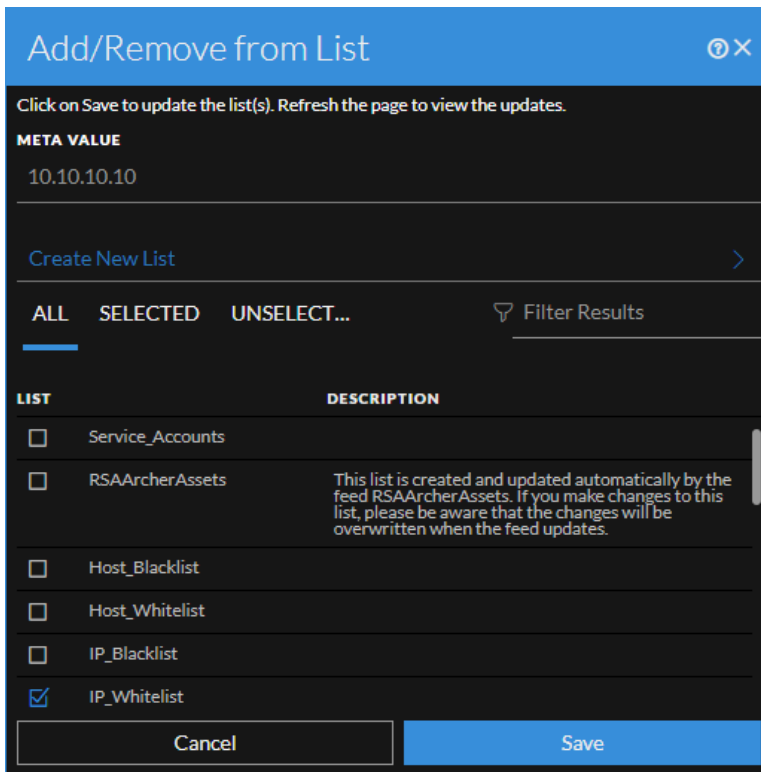 Add/Remove from List
Click on Save to update the list(s). Refresh the page to view the updates.
META VALUE
10.10.10.10
Create New List
ALL SELECTED UNSELECT... Filter Results
LIST DESCRIPTION
Service_Accounts
RSAArcherAssets This list is created and updated automatically by the
feed RSAArcherAssets. If you make changes to this
list, please be aware that the changes will be
overwritten when the feed updates.
Host_Blacklist
Host_Whitelist
IP_Blacklist
IP_Whitelist
Cancel Save